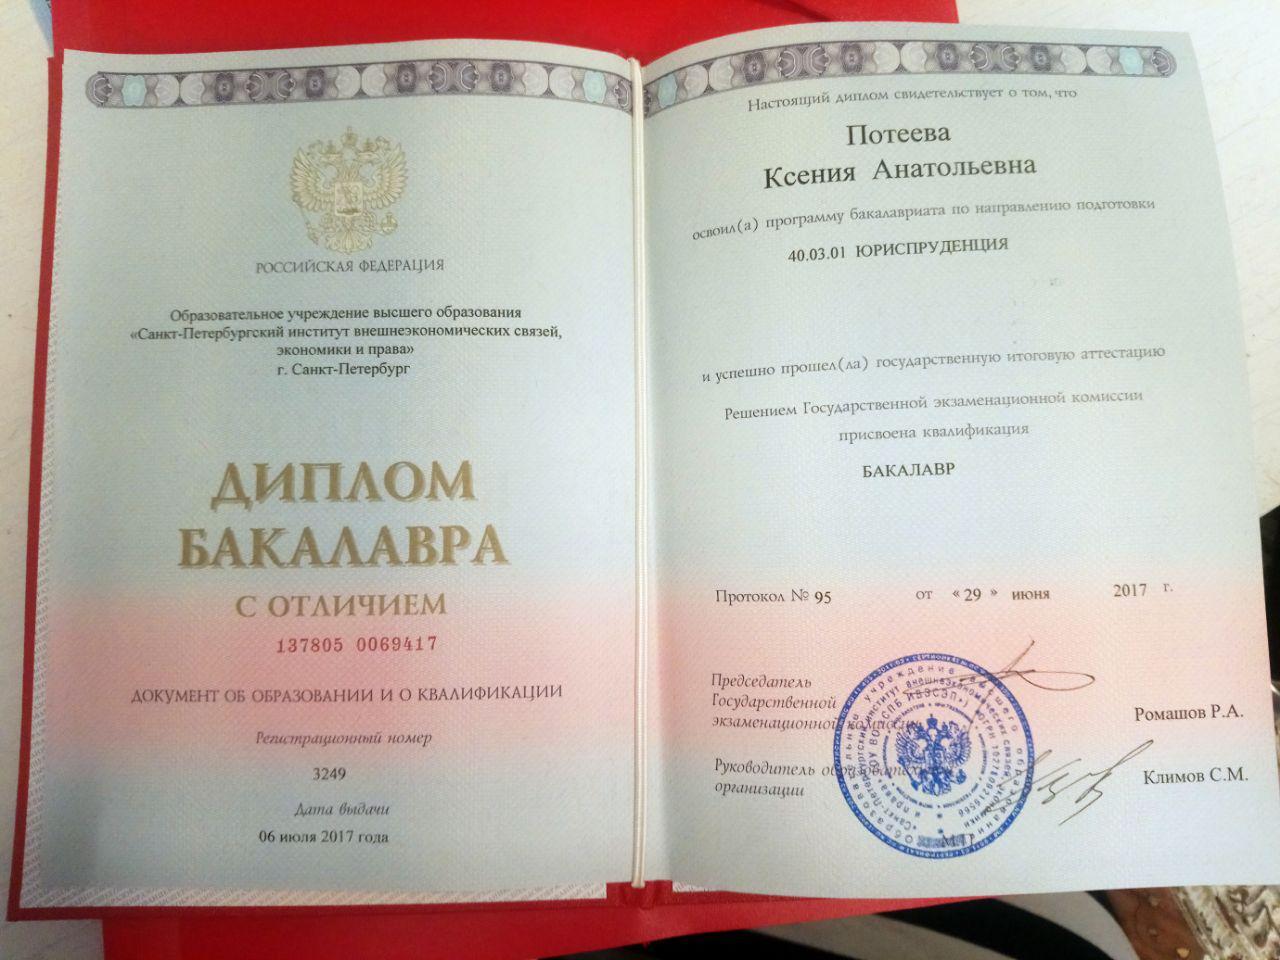 РОССИЙСКАЯ ФЕДЕРАЦИЯ
Образовательное учреждение высшего образования
«Санкт-Петербургский институт внешнеэкономических связей,
экономики и права»
г. Санкт-Петербург
ДИПЛОМ
БАКАЛАВРА
С ОТЛИЧИЕМ
137805 0069417
ДОКУМЕНТ ОБ ОБРАЗОВАНИИ И О КВАЛИФИКАЦИИ
Регистрационный номер
3249
Дата выдачи
06 июля 2017 года
Настоящий диплом свидетельствует о том, что
Потеева
Ксения Анатольевна
освоил(а) программу бакалавриата по направлению подготовки
40.03.01 ЮРИСПРУДЕНЦИЯ
и успешно прошел(ла) государственную итоговую аттестацию
Решением Государственной экзаменационной комиссии
присвоена квалификация
БАКАЛАВР
Протокол № 95 от «29» июня 2017 г.
Председатель
Государственной
экзаменационной комиссии
Ромашов Р.А.
Руководитель образовательной
организации
Климов С.М.
М.П.